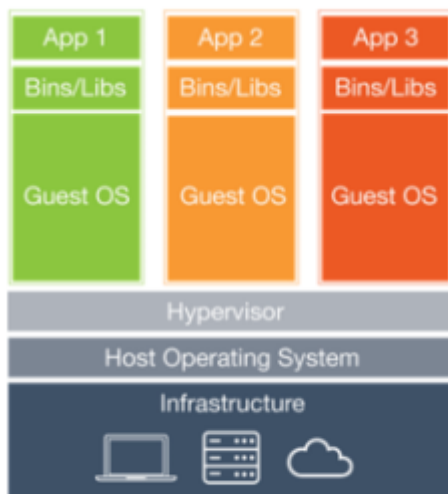 App 1 App 2 App 3
Bins/Libs Bins/Libs Bins/Libs
Guest OS Guest OS Guest OS
Hypervisor
Host Operating System
Infrastructure